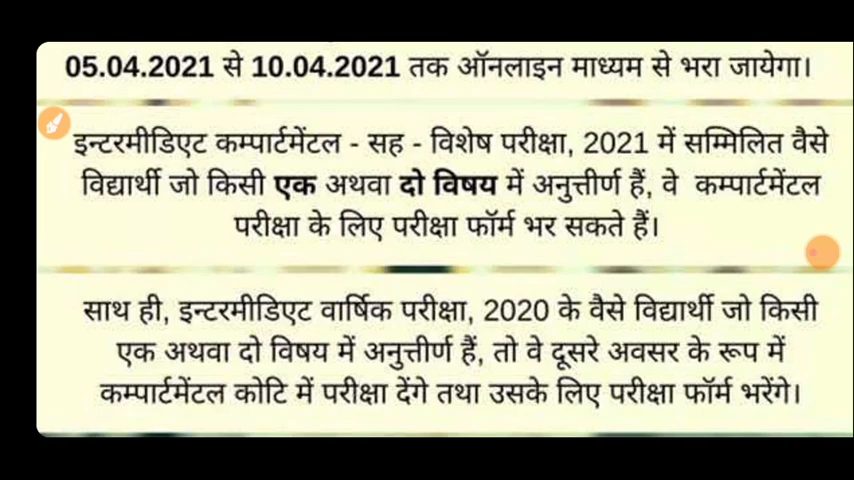 05.04.2021 से 10.04.2021 तक ऑनलाइन माध्यम से भरा जायेगा।
इन्टरमीडिएट कम्पार्टमेंटल - सह - विशेष परीक्षा, 2021 में सम्मिलित वैसे
विद्यार्थी जो किसी एक अथवा दो विषय में अनुत्तीर्ण हैं, वे कम्पार्टमेंटल
परीक्षा के लिए परीक्षा फॉर्म भर सकते हैं।
साथ ही, इन्टरमीडिएट वार्षिक परीक्षा, 2020 के वैसे विद्यार्थी जो किसी
एक अथवा दो विषय में अनुत्तीर्ण हैं, तो वे दूसरे अवसर के रूप में
कम्पार्टमेंटल कोटि में परीक्षा देंगे तथा उसके लिए परीक्षा फॉर्म भरेंगे।